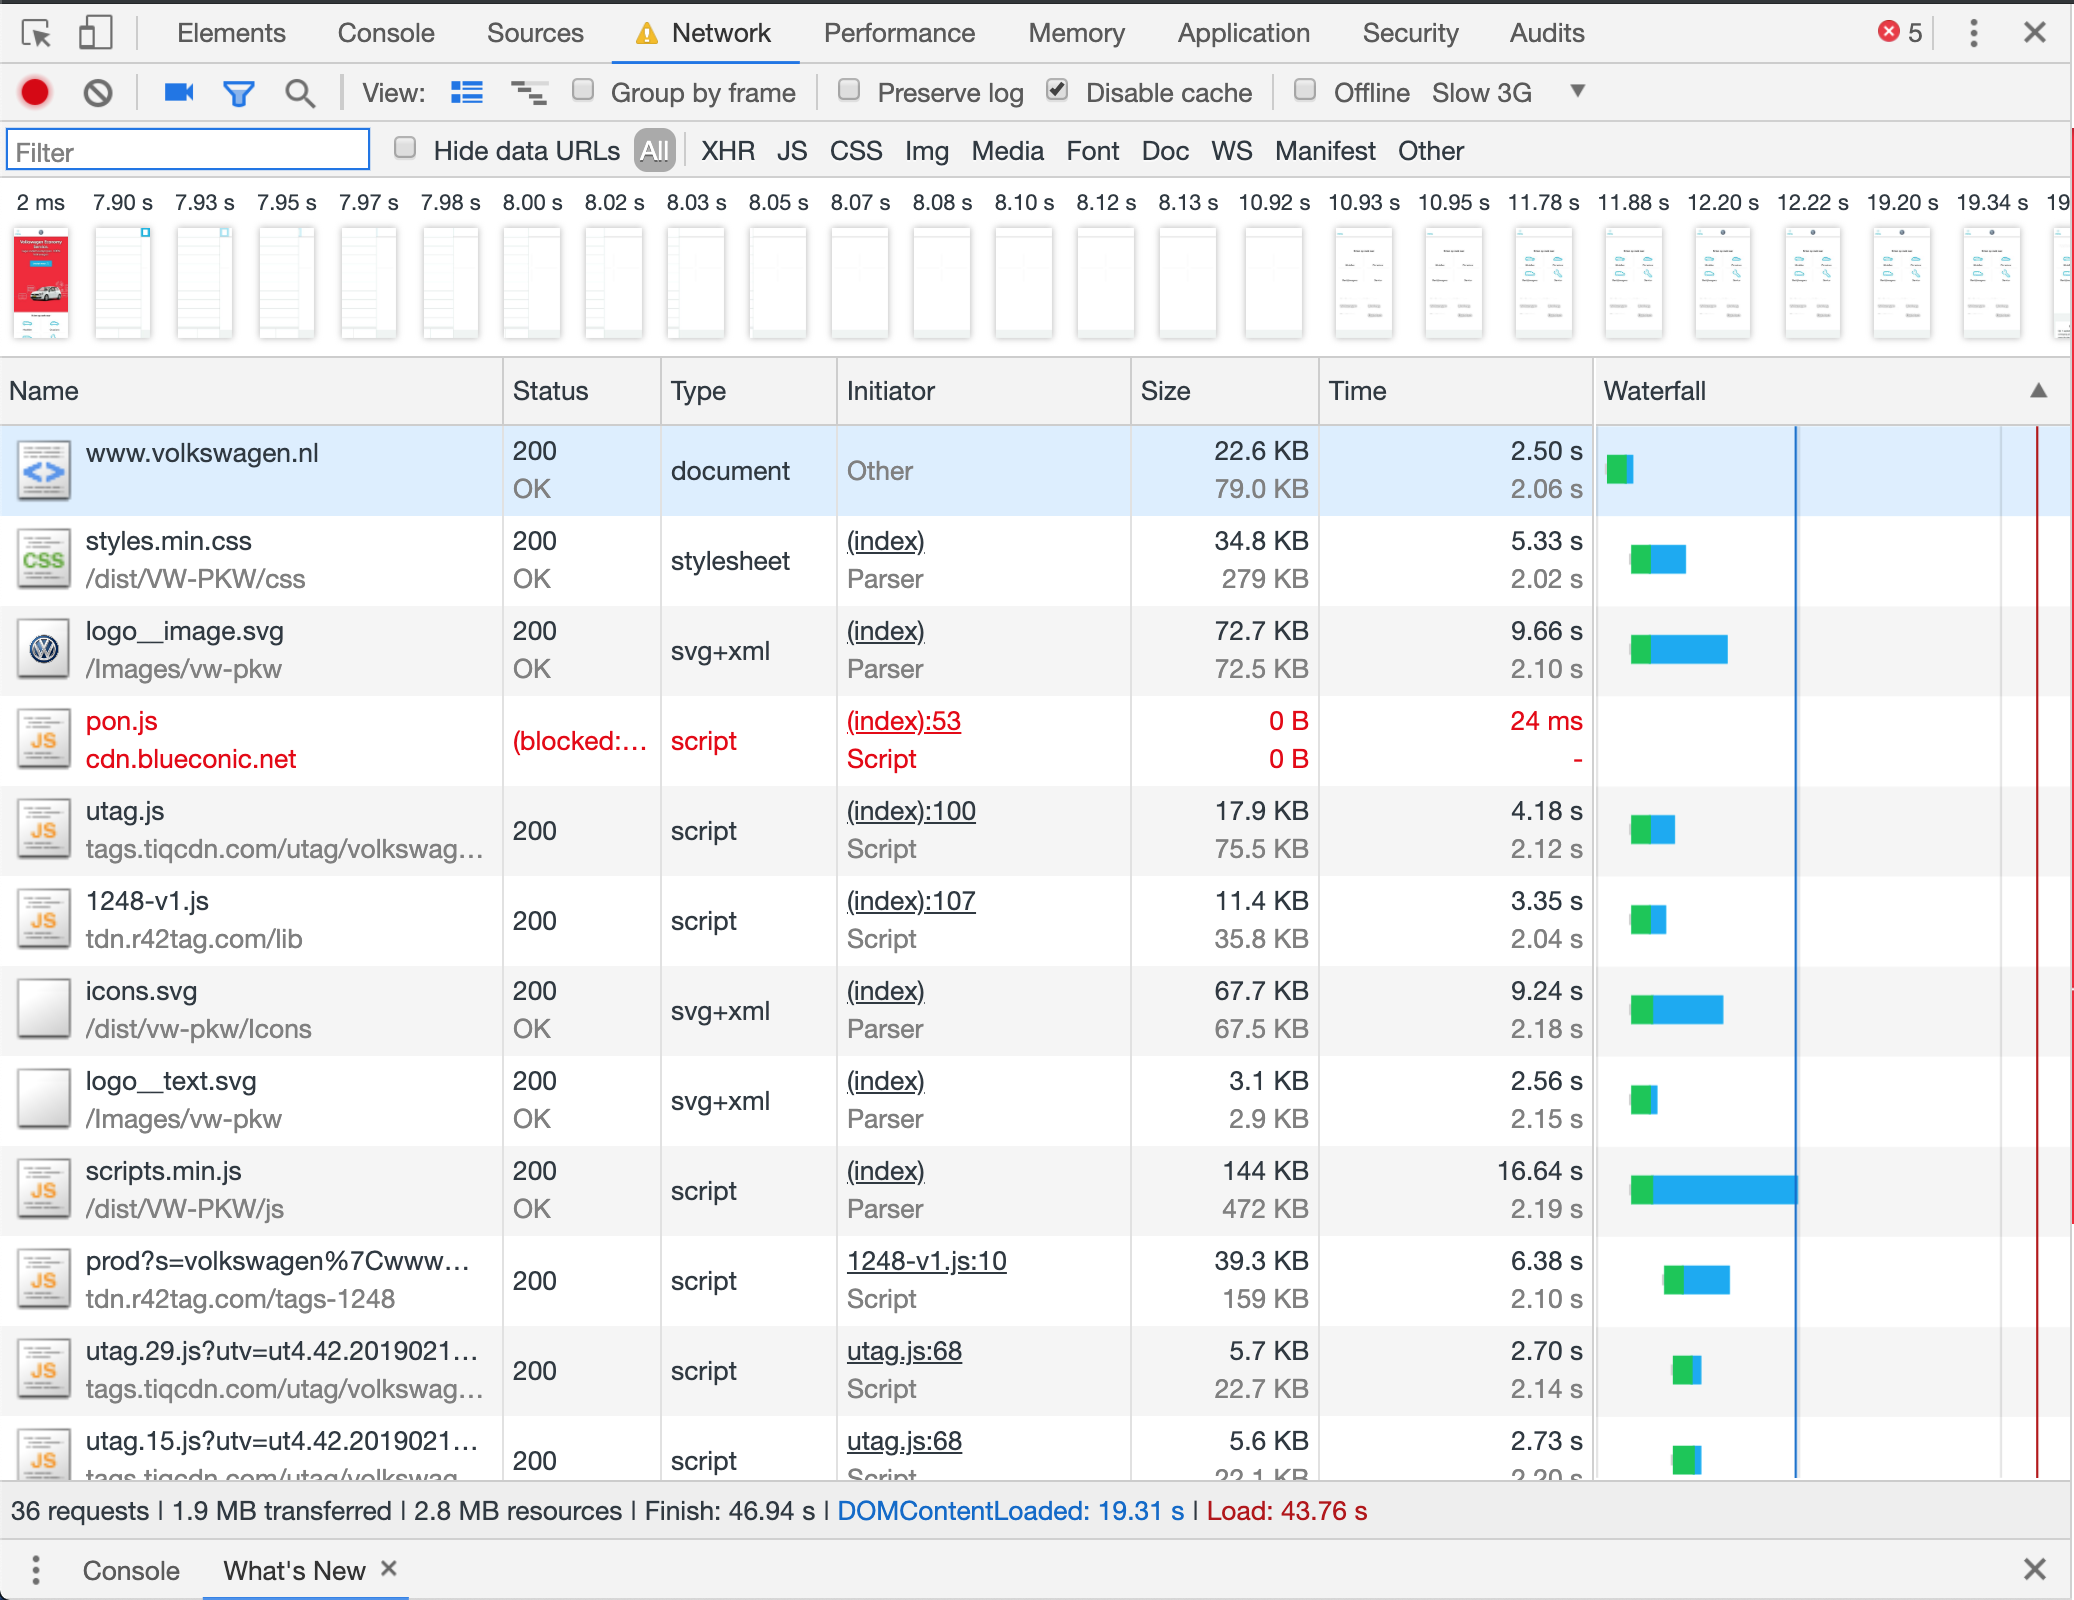 Elements Console Sources Network Performance Memory Application Security Audits 5
View: Group by frame Preserve log Disable cache Offline Slow 3G
Filter Hide data URLs All XHR JS CSS Img Media Font Doc WS Manifest Other
2 ms 7.90 s 7.93 s 7.95 s 7.97 s 7.98 s 8.00 s 8.02 s 8.03 s 8.05 s 8.07 s 8.08 s 8.10 s 8.12 s 8.13 s 10.92 s 10.93 s 10.95 s 11.78 s 11.88 s 12.20 s 12.22 s 19.20 s 19.34 s 19
Name Status Type Initiator Size Time Waterfall
www.volkswagen.nl 200 document Other 22.6 KB 2.50 s
OK 79.0 KB 2.06 s
styles.min.css 200 stylesheet (index) 34.8 KB 5.33 s
/dist/VW-PKW/css OK Parser 279 KB 2.02 s
logo__image.svg 200 svg+xml (index) 72.7 KB 9.66 s
/Images/vw-pkw OK Parser 72.5 KB 2.10 s
pon.js (blocked:... script (index):53 0 B 24 ms
cdn.blueconic.net Script 0 B -
utag.js 200 script (index):100 17.9 KB 4.18 s
tags.tiqcdn.com/utag/volkswag... Script 75.5 KB 2.12 s
1248-v1.js 200 script (index):107 11.4 KB 3.35 s
tdn.r42tag.com/lib Script 35.8 KB 2.04 s
icons.svg 200 svg+xml (index) 67.7 KB 9.24 s
/dist/vw-pkw/Icons OK Parser 67.5 KB 2.18 s
logo__text.svg 200 svg+xml (index) 3.1 KB 2.56 s
/Images/vw-pkw OK Parser 2.9 KB 2.15 s
scripts.min.js 200 script (index) 144 KB 16.64 s
/dist/VW-PKW/js OK Parser 472 KB 2.19 s
prod?s=volkswagen%7Cwww... 200 script 1248-v1.js:10 39.3 KB 6.38 s
tdn.r42tag.com/tags-1248 Script 159 KB 2.10 s
utag.29.js?utv=ut4.42.2019021... 200 script utag.js:68 5.7 KB 2.70 s
tags.tiqcdn.com/utag/volkswag... Script 22.7 KB 2.14 s
utag.15.js?utv=ut4.42.2019021... 200 script utag.js:68 5.6 KB 2.73 s
tags.tiqcdn.com/utag/volkswag Script 22.1 KB 2.20 s
36 requests | 1.9 MB transferred | 2.8 MB resources | Finish: 46.94 s | DOMContentLoaded: 19.31 s | Load: 43.76 s
Console What's New